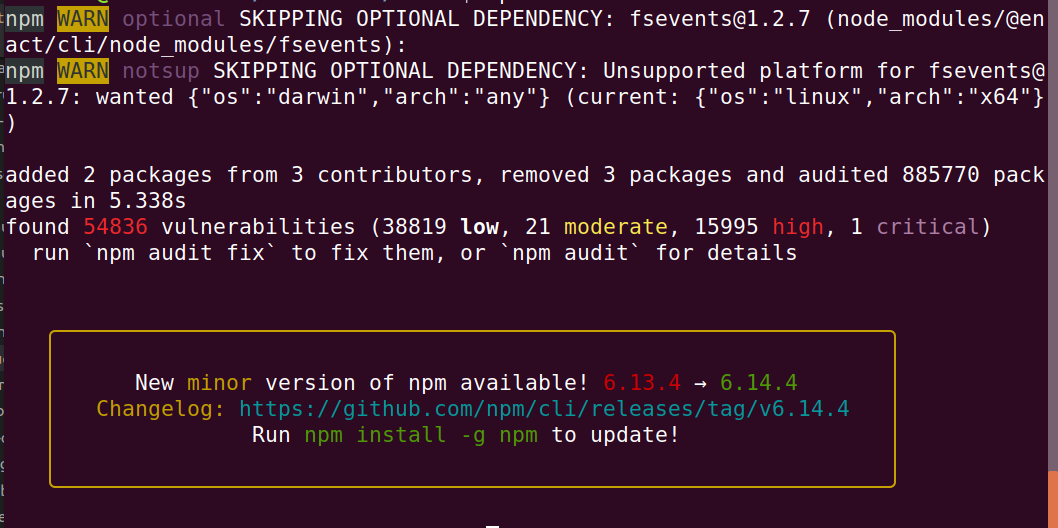 npm WARN optional SKIPPING OPTIONAL DEPENDENCY: fsevents@1.2.7 (node_modules/@en
act/cli/node_modules/fsevents):
npm WARN notsup SKIPPING OPTIONAL DEPENDENCY: Unsupported platform for fsevents@
1.2.7: wanted {"os":"darwin","arch":"any"} (current: {"os":"linux","arch":"x64"}
)
added 2 packages from 3 contributors, removed 3 packages and audited 885770 pack
ages in 5.338s
found 54836 vulnerabilities (38819 low, 21 moderate, 15995 high, 1 critical)
run `npm audit fix` to fix them, or `npm audit` for details
New minor version of npm available! 6.13.4 → 6.14.4
Changelog: https://github.com/npm/cli/releases/tag/v6.14.4
Run npm install -g npm to update!